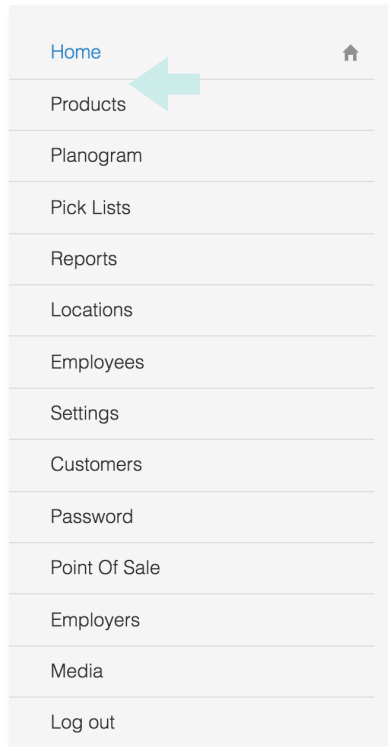 Home
Products
Planogram
Pick Lists
Reports
Locations
Employees
Settings
Customers
Password
Point Of Sale
Employers
Media
Log out